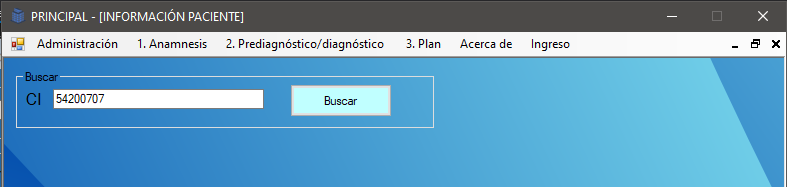 PRINCIPAL - [INFORMACIÓN PACIENTE]
Administración 1. Anamnesis 2. Prediagnóstico/diagnóstico 3. Plan Acerca de Ingreso
Buscar
CI 54200707 Buscar